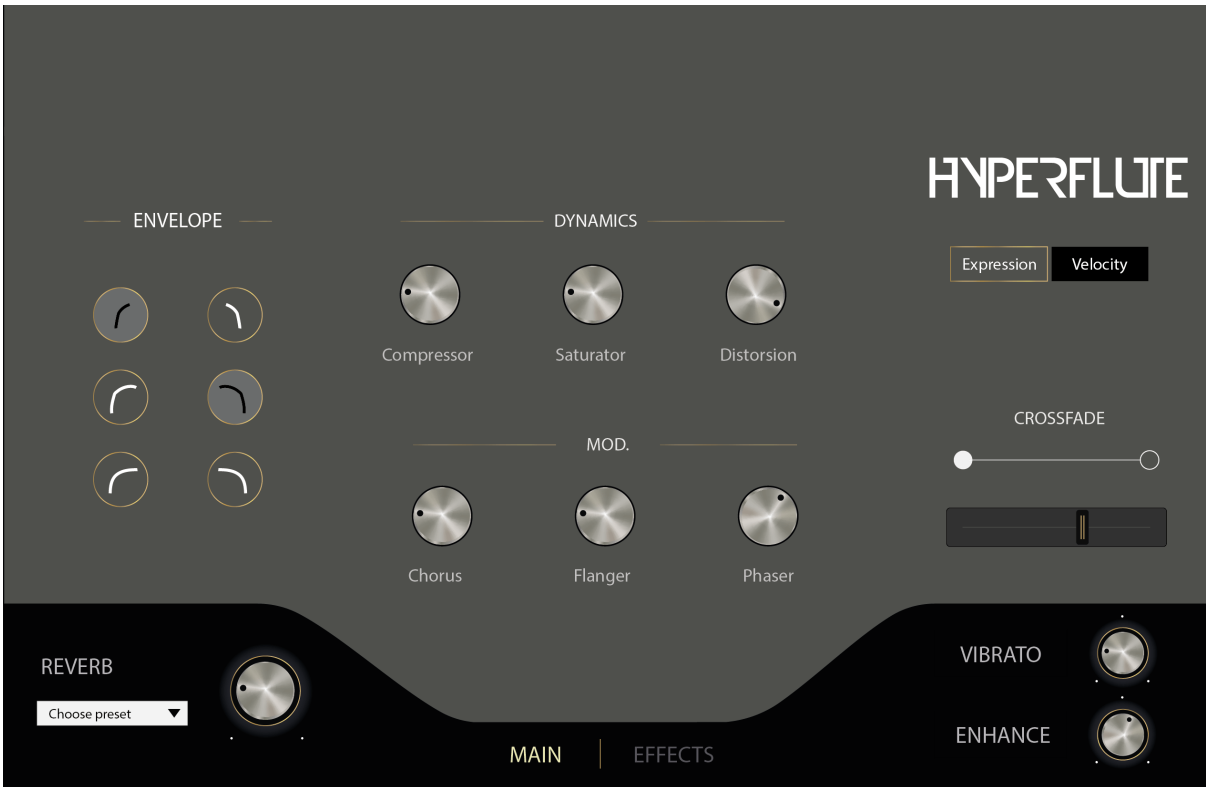 HYPERFLUTE
ENVELOPE
DYNAMICS
Expression
Velocity
Compressor
Saturator
Distorsion
CROSSFADE
MOD.
Chorus
Flanger
Phaser
REVERB
Choose preset
VIBRATO
ENHANCE
MAIN
EFFECTS